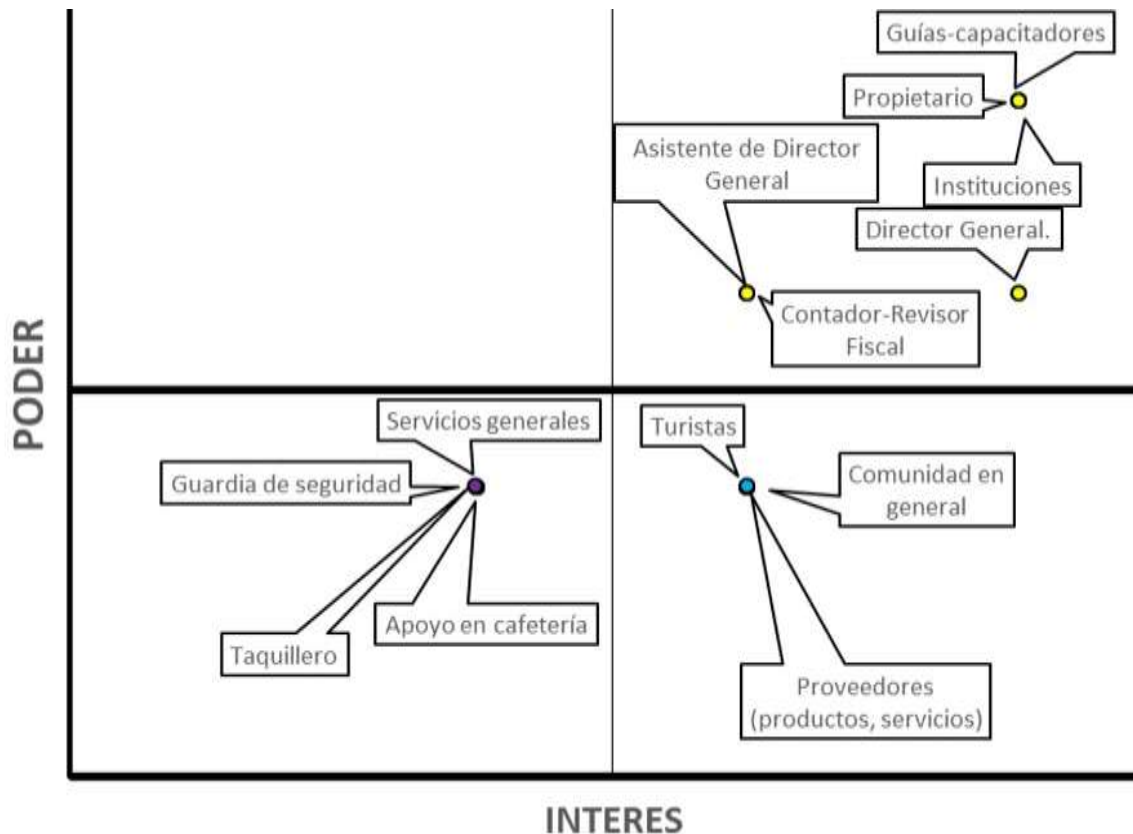 Guías-capacitadores
Propietario
Asistente de Director
General
Instituciones
Director General.
Contador-Revisor
Fiscal
PODER
Servicios generales
Turistas
Guardia de seguridad
Comunidad en
general
Apoyo en cafetería
Taquillero
Proveedores
(productos, servicios)
INTERES